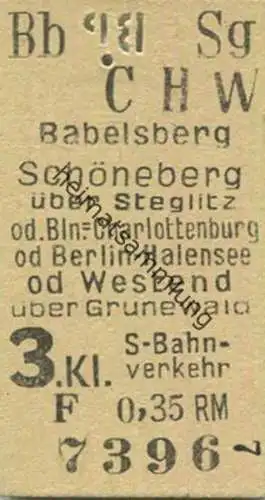 Bb Sg
C H W
Babelsberg
Schöneberg
über Steglitz
od. Bln.=Charlottenburg
od Berlin Halensee
od Westend
über Grunewald
3.Kl. S-Bahn-
verkehr
F 0,35 RM
7396
heimatsammlung